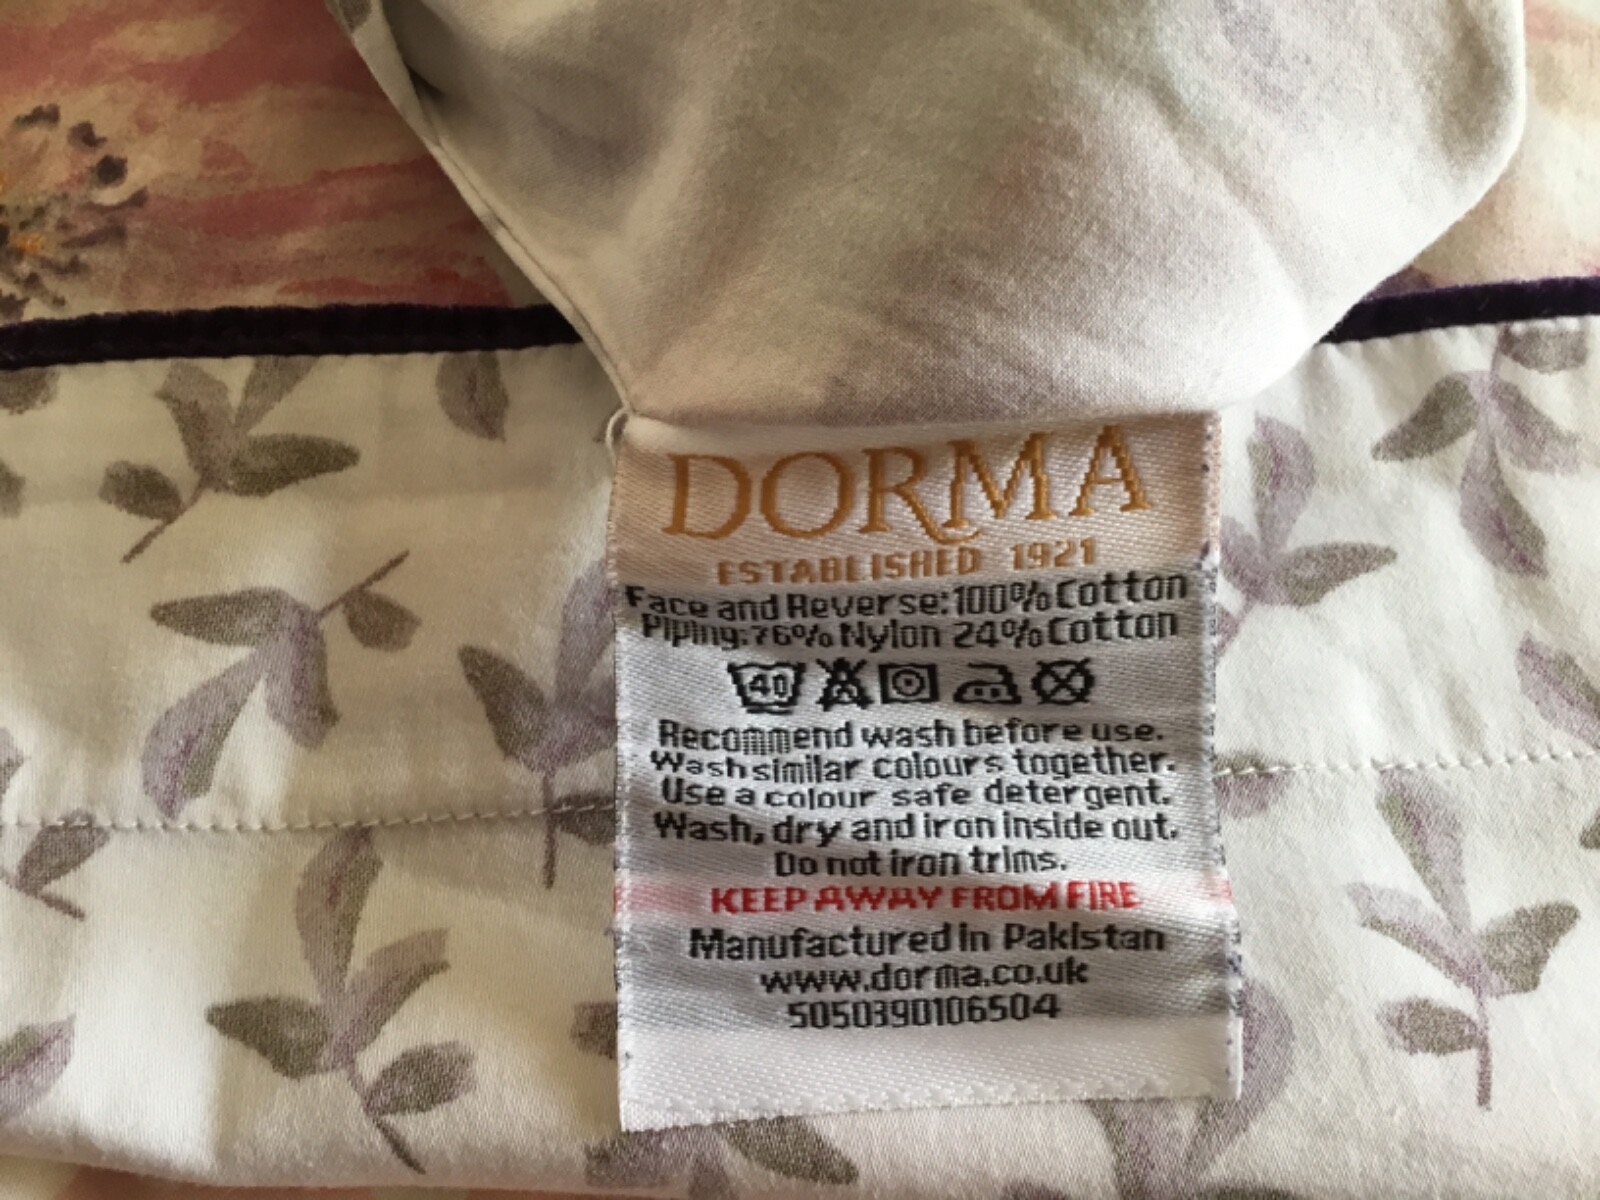 DORMA
ESTABLISHED 1921
Face and Reverse:100% Cotton
Piping:76% Nylon 24% Cotton
40
Recommend wash before use.
Wash similar colours together.
Use a colour safe detergent.
Wash, dry and iron inside out.
Do not iron trims.
KEEP AWAY FROM FIRE
Manufactured in Pakistan
www.dorma.co.uk
5050390106504